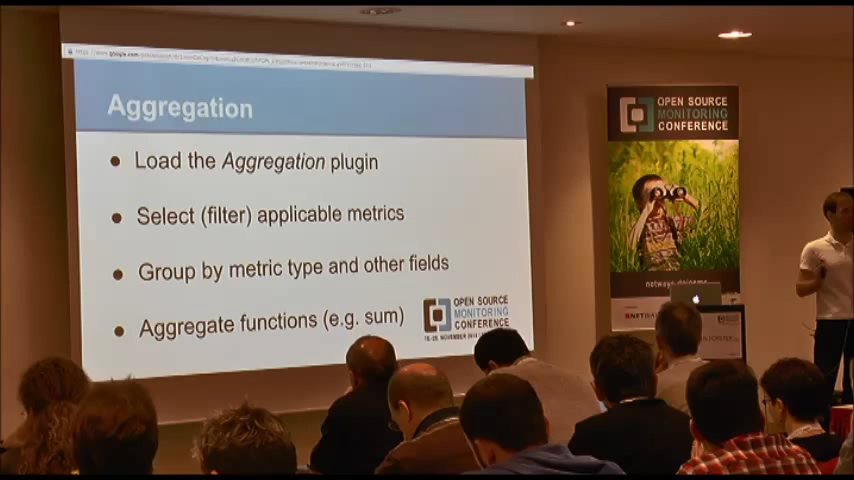 Aggregation
● Load the Aggregation plugin
● Select (filter) applicable metrics
● Group by metric type and other fields
● Aggregate functions (e.g. sum)
OPEN SOURCE
MONITORING
CONFERENCE
OPEN SOURCE
MONITORING
CONFERENCE